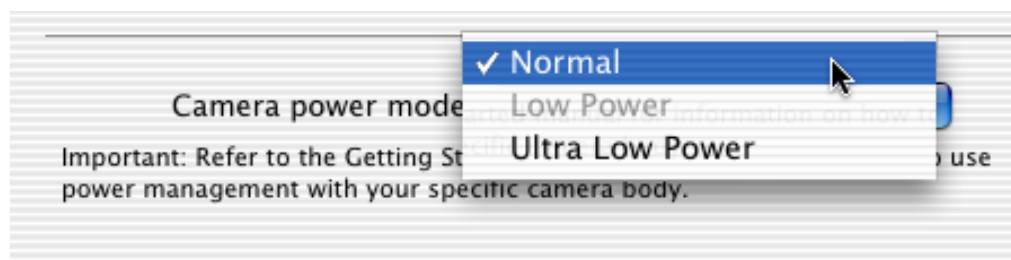 ✓ Normal
Camera power mode
Low Power
Ultra Low Power
Important: Refer to the Getting St use
power management with your specific camera body.